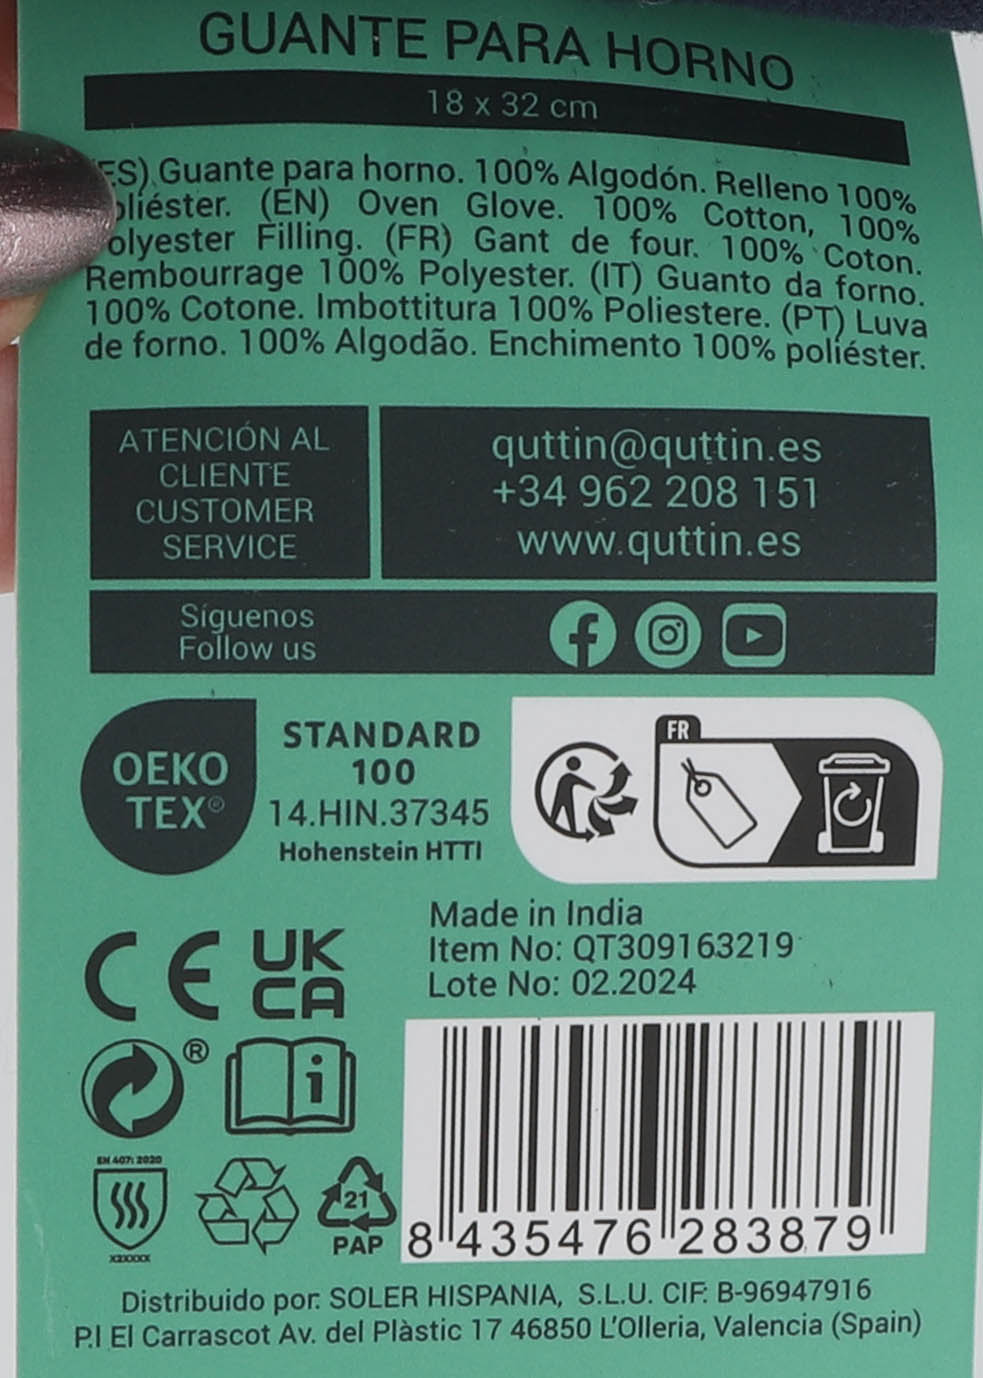 GUANTE PARA HORNO
18 x 32 cm
ES) Guante para horno. 100% Algodón. Relleno 100%
oliéster. (EN) Oven Glove. 100% Cotton, 100%
olyester Filling. (FR) Gant de four. 100% Coton.
Rembourrage 100% Polyester. (IT) Guanto da forno.
100% Cotone. Imbottitura 100% Poliestere. (PT) Luva
de forno. 100% Algodão. Enchimento 100% poliéster.
ATENCIÓN AL
CLIENTE
CUSTOMER
SERVICE
quttin@quttin.es
+34 962 208 151
www.quttin.es
Síguenos
Follow us
OEKO
TEX®
STANDARD
100
14.HIN.37345
Hohenstein HTTI
FR
Made in India
Item No: QT309163219
Lote No: 02.2024
CE
UK
CA
®
i
EN 407: 2020
X2XXXX
21
PAP
8 435476 283879
Distribuido por: SOLER HISPANIA, S.L.U. CIF: B-96947916
P.I El Carrascot Av. del Plàstic 17 46850 L'Olleria, Valencia (Spain)